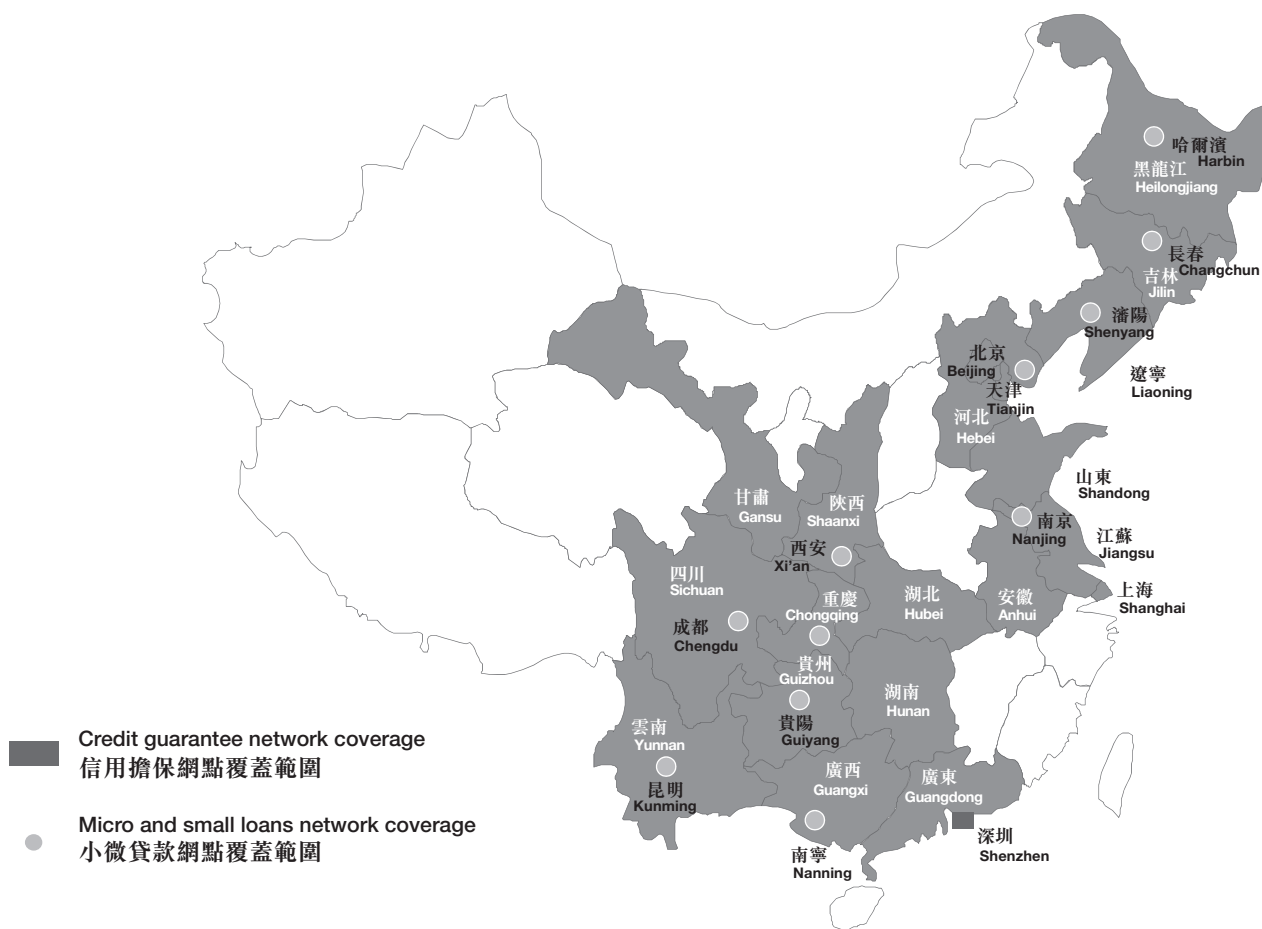 哈爾濱
Harbin
黑龍江
Heilongjiang
長春
Changchun
吉林
Jilin
瀋陽
Shenyang
北京
Beijing
天津
Tianjin
遼寧
Liaoning
河北
Hebei
山東
Shandong
甘肅
Gansu
陝西
Shaanxi
南京
Nanjing
江蘇
Jiangsu
西安
Xi'an
四川
Sichuan
重慶
Chongqing
湖北
Hubei
安徽
Anhui
上海
Shanghai
成都
Chengdu
貴州
Guizhou
湖南
Hunan
貴陽
Guiyang
雲南
Yunnan
昆明
Kunming
廣西
Guangxi
廣東
Guangdong
深圳
Shenzhen
南寧
Nanning
Credit guarantee network coverage
信用擔保網點覆蓋範圍
Micro and small loans network coverage
小微貸款網點覆蓋範圍